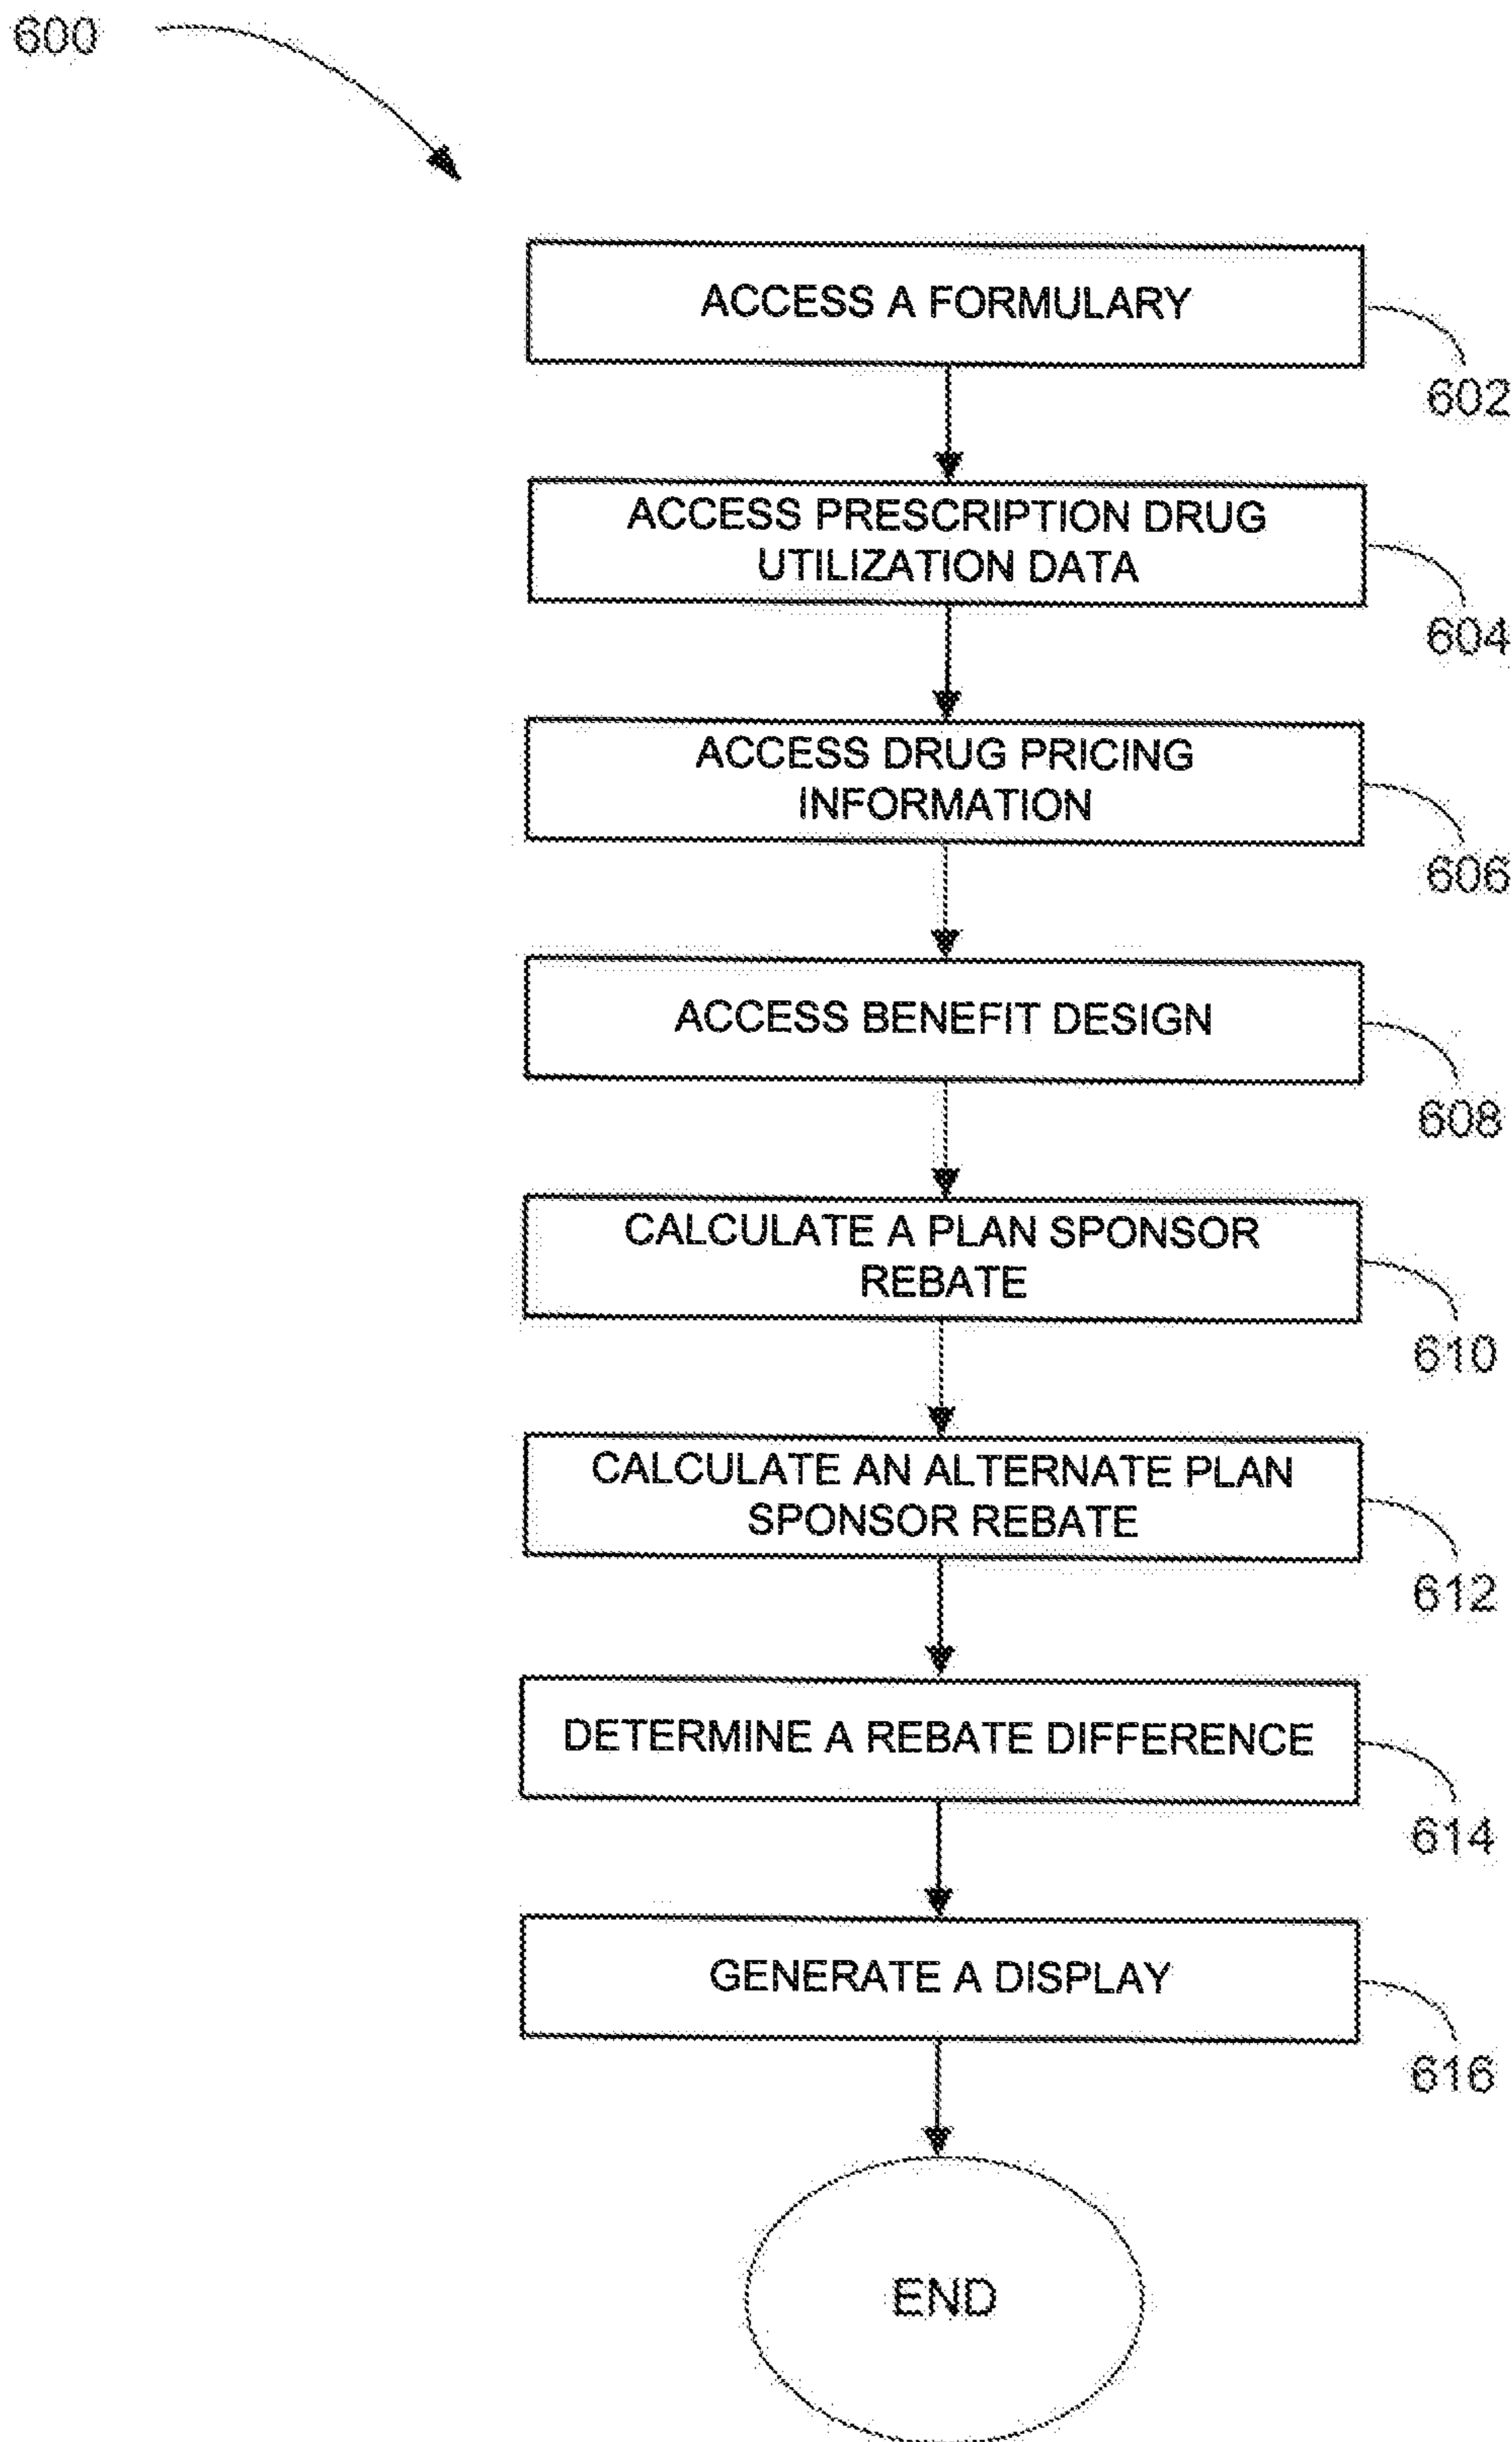 600
ACCESS A FORMULARY
602
ACCESS PRESCRIPTION DRUG
UTILIZATION DATA
604
ACCESS DRUG PRICING
INFORMATION
606
ACCESS BENEFIT DESIGN
608
CALCULATE A PLAN SPONSOR
REBATE
610
CALCULATE AN ALTERNATE PLAN
SPONSOR REBATE
612
DETERMINE A REBATE DIFFERENCE
614
GENERATE A DISPLAY
616
END